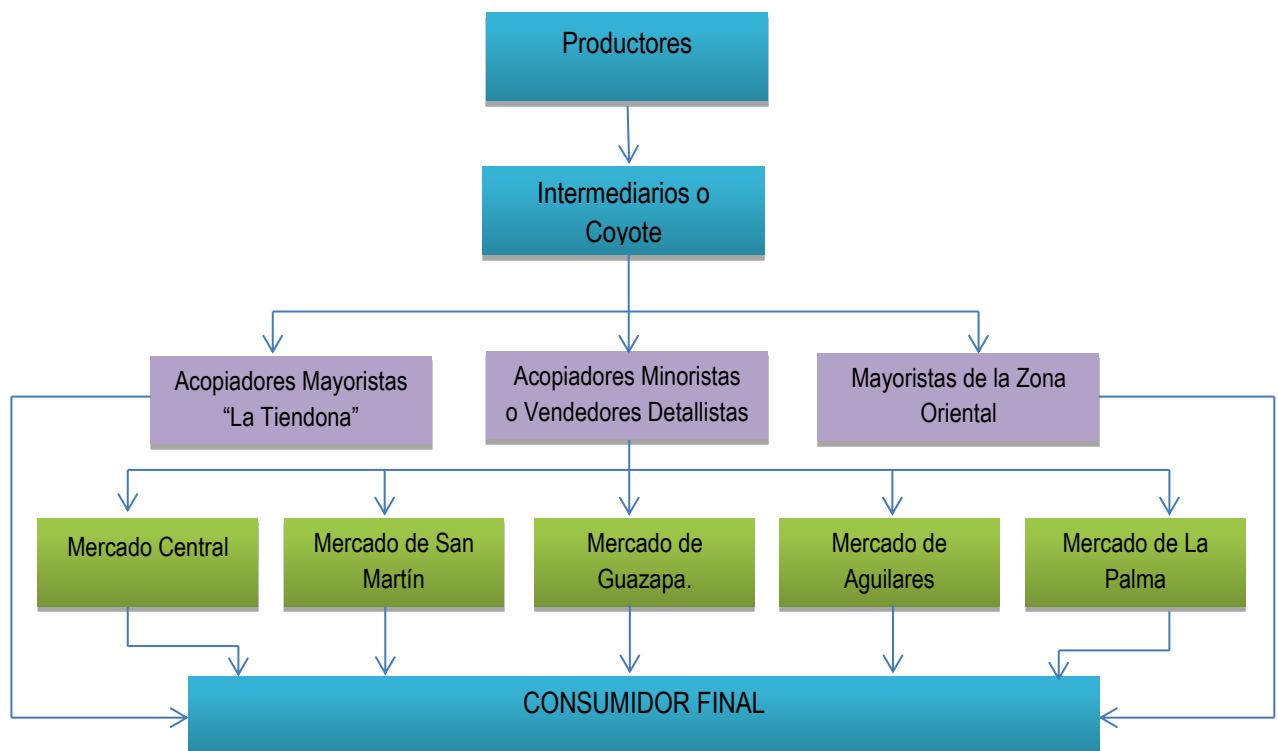 Productores
Intermediarios o
Coyote
Acopiadores Mayoristas
“La Tiendona”
Acopiadores Minoristas
o Vendedores Detallistas
Mayoristas de la Zona
Oriental
Mercado Central
Mercado de San
Martín
Mercado de
Guazapa.
Mercado de
Aguilares
Mercado de La
Palma
CONSUMIDOR FINAL